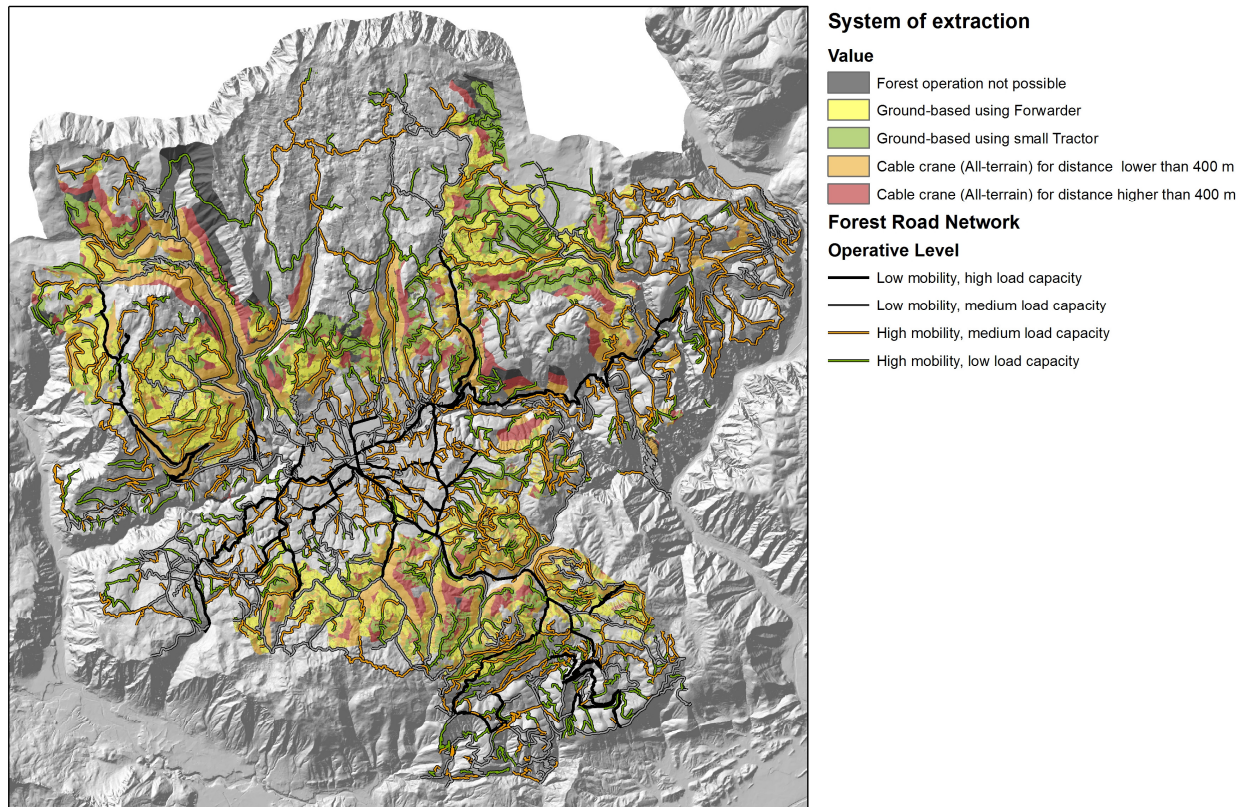 System of extraction
Value
Forest operation not possible
Ground-based using Forwarder
Ground-based using small Tractor
Cable crane (All-terrain) for distance lower than 400 m
Cable crane (All-terrain) for distance higher than 400 m
Forest Road Network
Operative Level
Low mobility, high load capacity
Low mobility, medium load capacity
High mobility, medium load capacity
High mobility, low load capacity